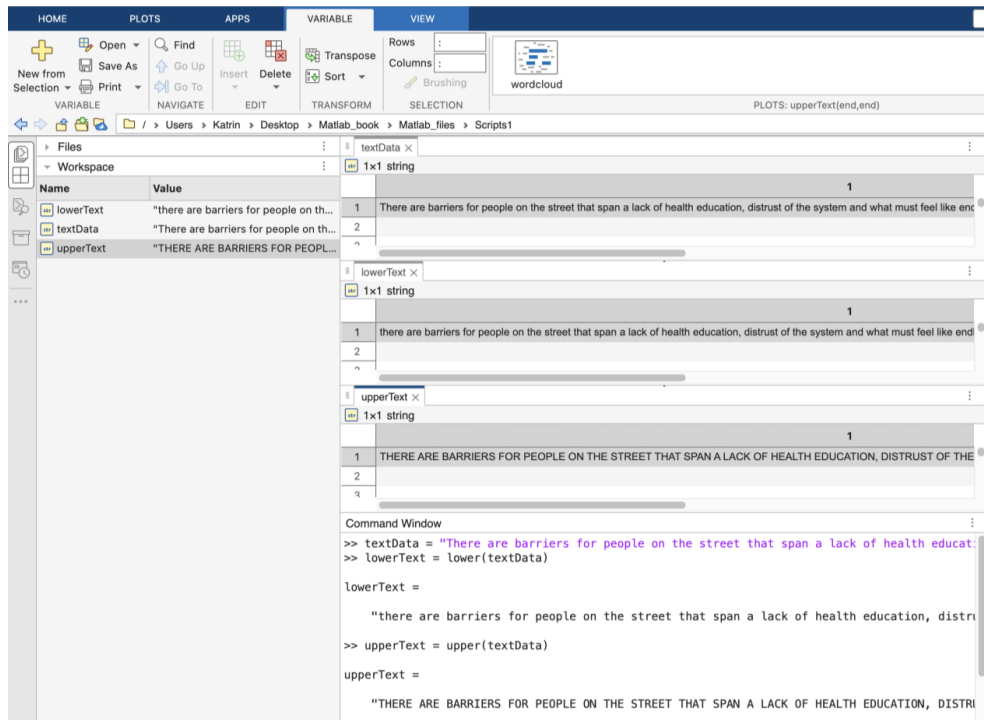 HOME PLOTS APPS VARIABLE VIEW
New from Selection
Open
Save As
Print
VARIABLE
Find
Go Up
Go To
NAVIGATE
Insert
Delete
EDIT
Transpose
Sort
TRANSFORM
Rows :
Columns :
Brushing
SELECTION
wordcloud
PLOTS: upperText(end,end)
/ > Users > Katrin > Desktop > Matlab_book > Matlab_files > Scripts1
Files
Workspace
Name Value
lowerText "there are barriers for people on th...
textData "There are barriers for people on th...
upperText "THERE ARE BARRIERS FOR PEOPL...
textData
1×1 string
1
1 There are barriers for people on the street that span a lack of health education, distrust of the system and what must feel like enc
2
lowerText
1×1 string
1
1 there are barriers for people on the street that span a lack of health education, distrust of the system and what must feel like end
2
upperText
1×1 string
1
1 THERE ARE BARRIERS FOR PEOPLE ON THE STREET THAT SPAN A LACK OF HEALTH EDUCATION, DISTRUST OF THE
2
3
Command Window
>> textData = "There are barriers for people on the street that span a lack of health educat
>> lowerText = lower(textData)
lowerText =
"there are barriers for people on the street that span a lack of health education, distru
>> upperText = upper(textData)
upperText =
"THERE ARE BARRIERS FOR PEOPLE ON THE STREET THAT SPAN A LACK OF HEALTH EDUCATION, DISTRU